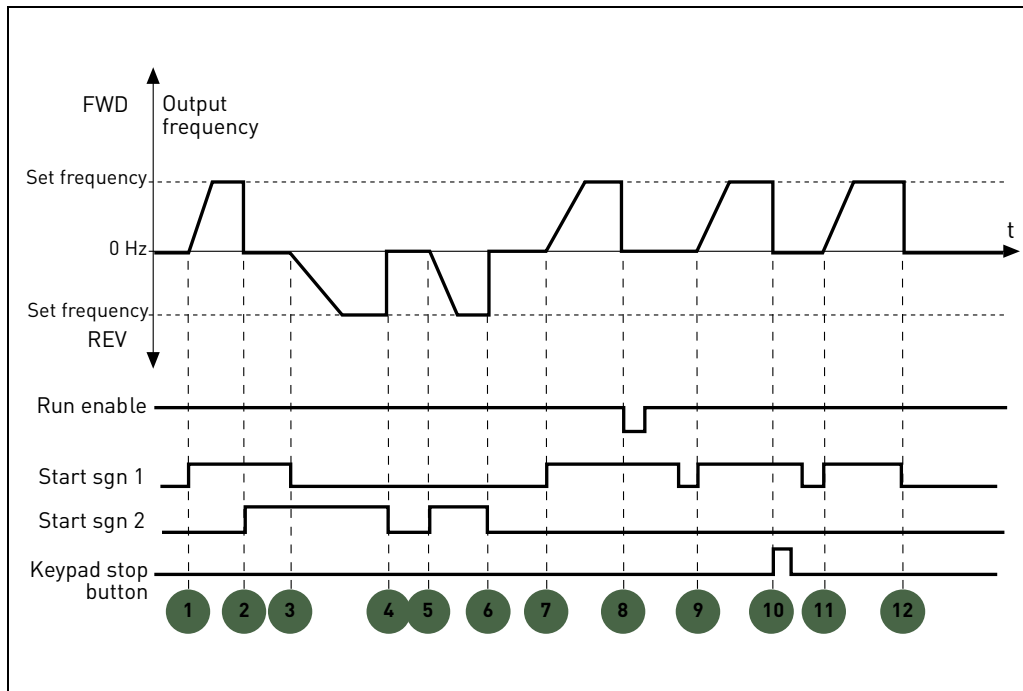 FWD
Output
frequency
Set frequency
0 Hz
t
Set frequency
REV
Run enable
Start sgn 1
Start sgn 2
Keypad stop
button
1 2 3 4 5 6 7 8 9 10 11 12